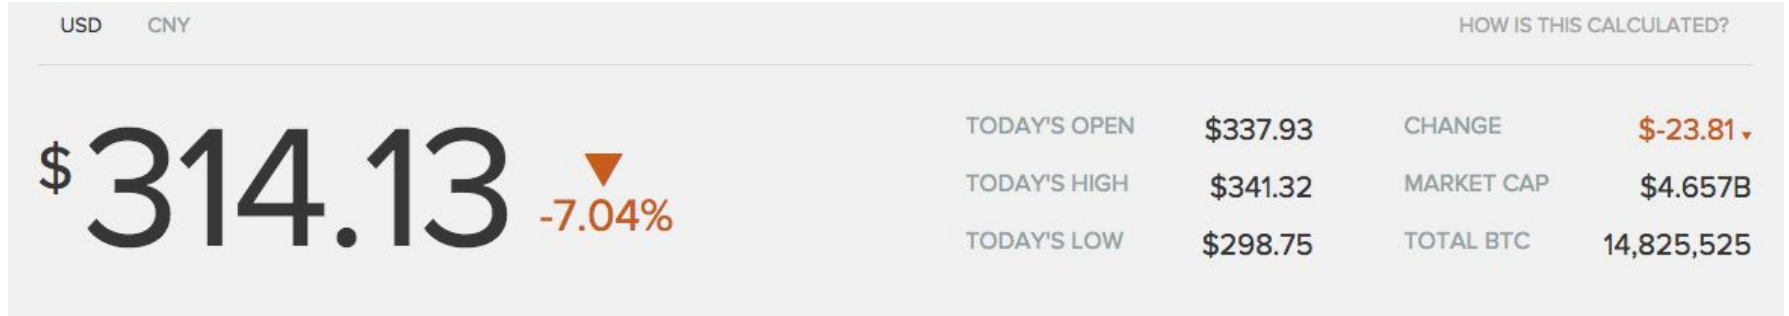 USD CNY HOW IS THIS CALCULATED?
$314.13 ▼ -7.04%
TODAY'S OPEN $337.93
TODAY'S HIGH $341.32
TODAY'S LOW $298.75
CHANGE $-23.81 ▾
MARKET CAP $4.657B
TOTAL BTC 14,825,525